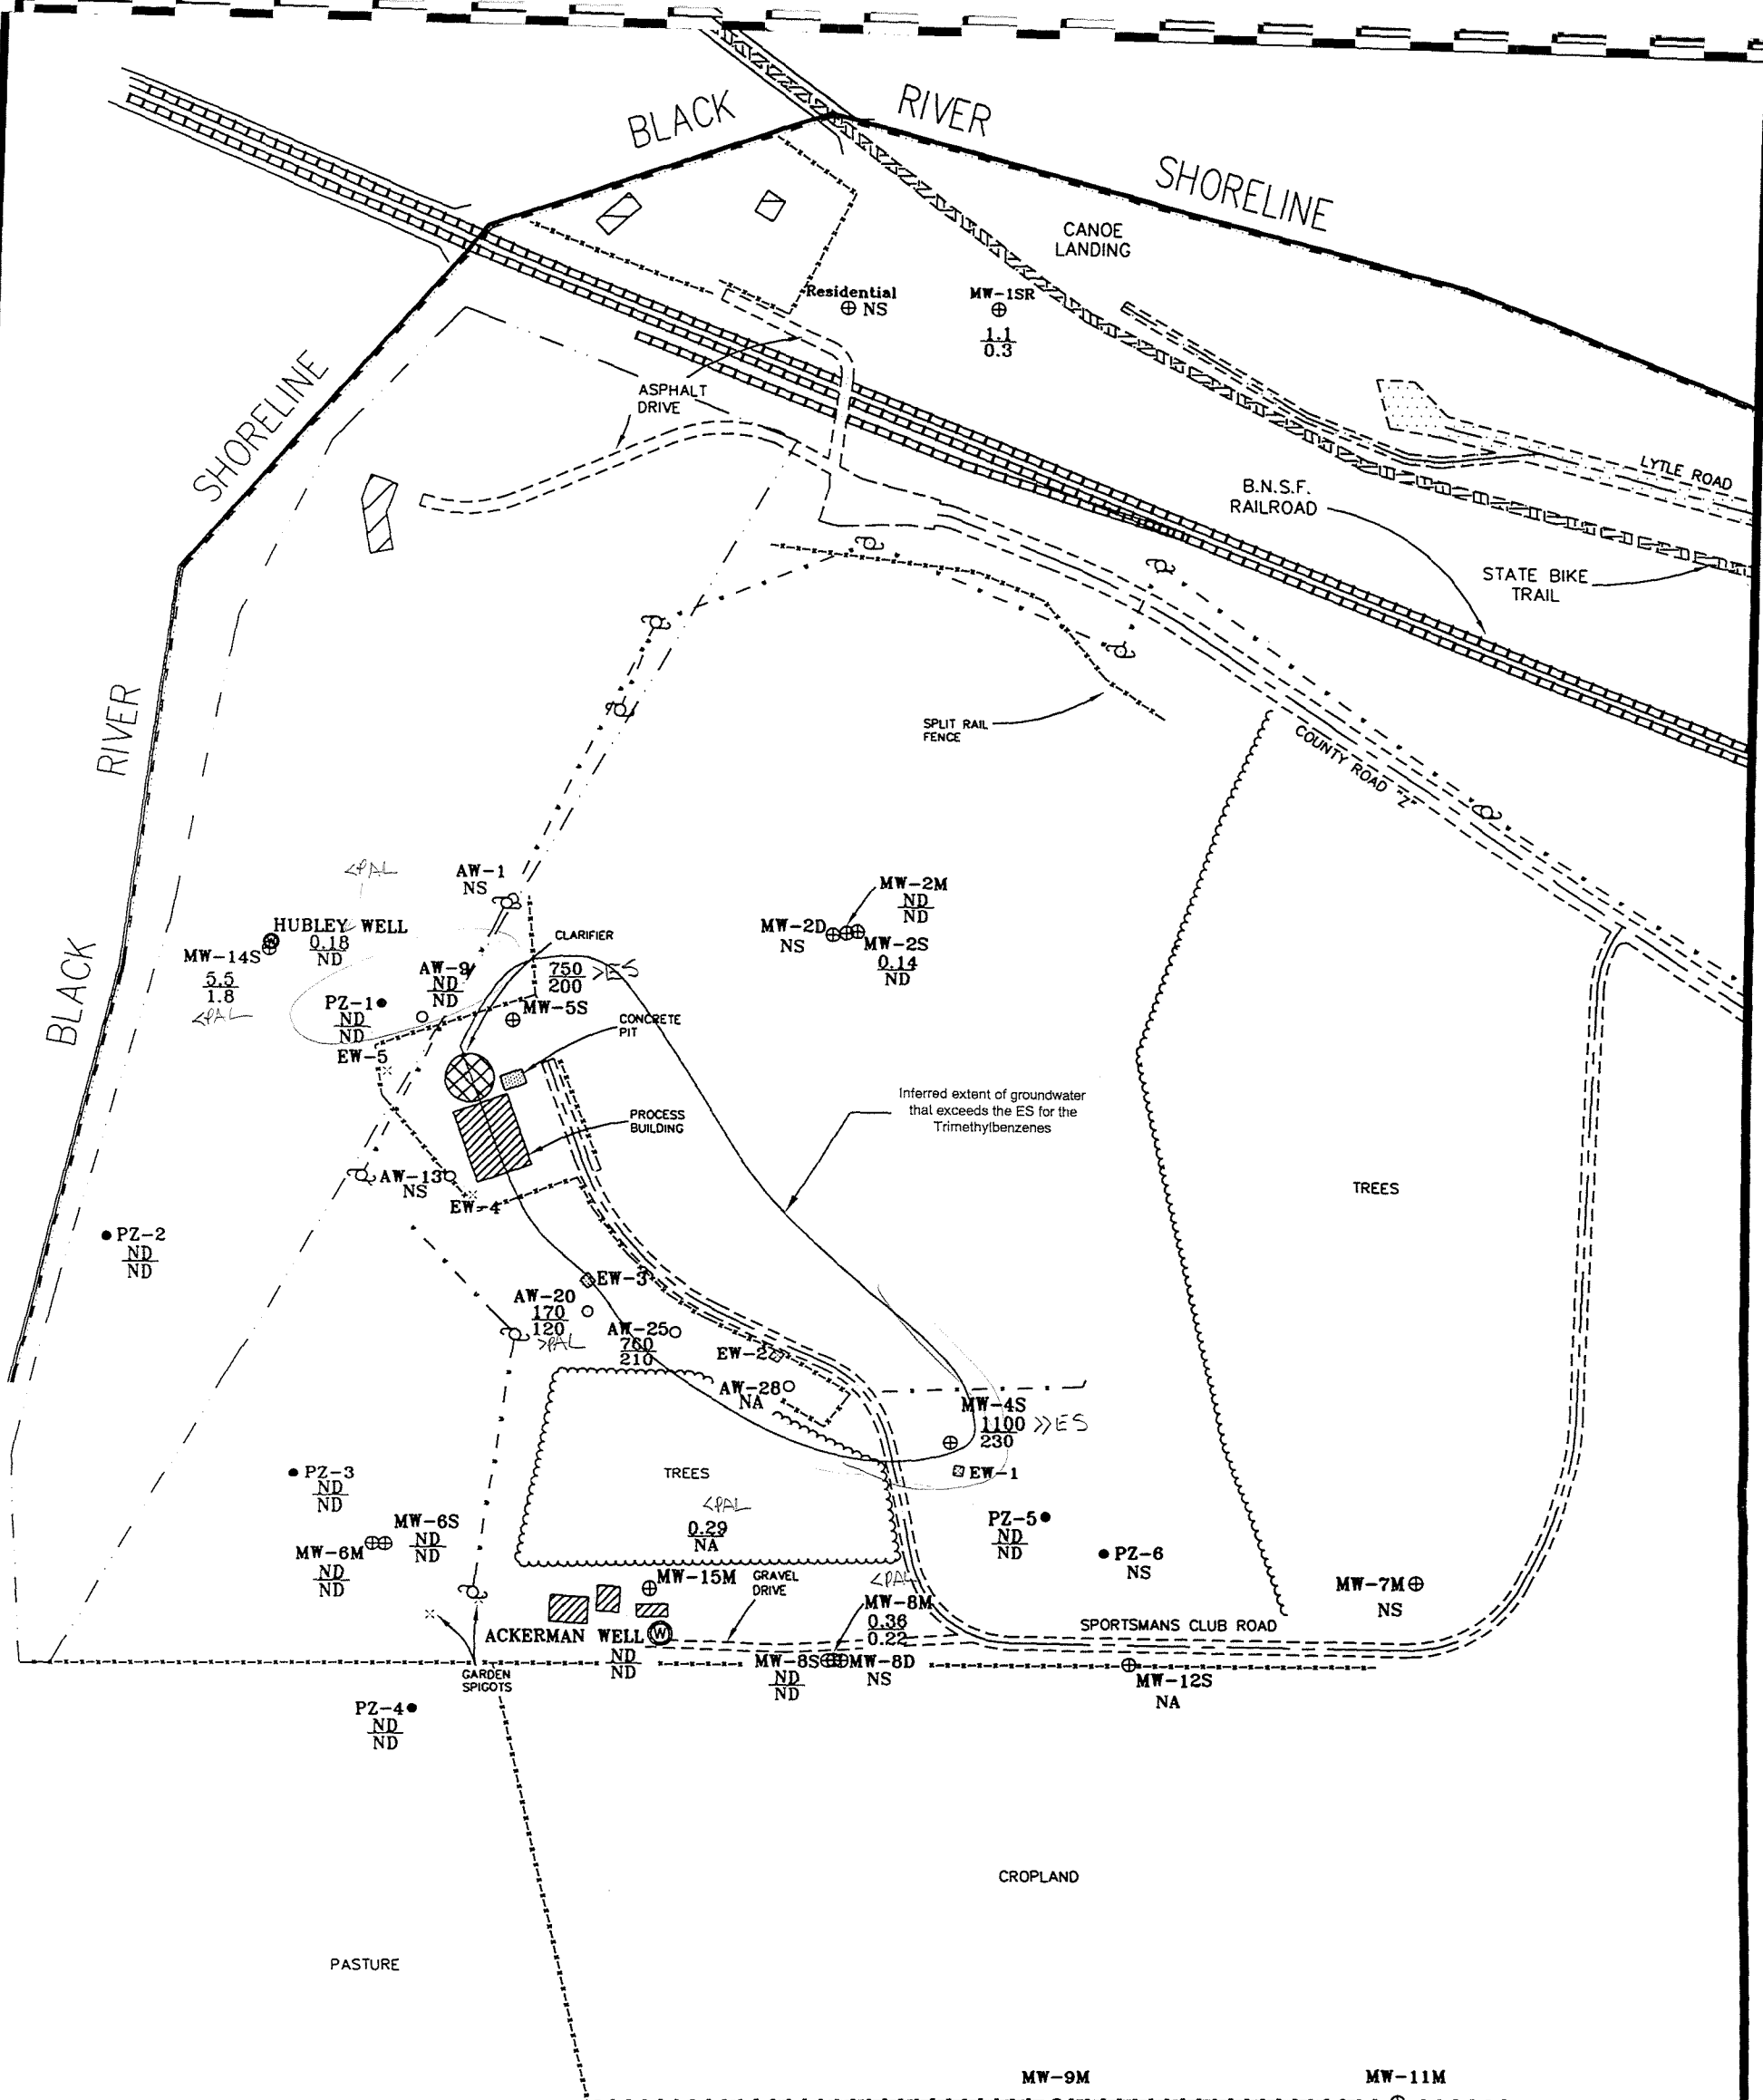 BLACK
RIVER
SHORELINE
CANOE
LANDING
Residential
NS
MW-1SR
1.1
0.3
ASPHALT
DRIVE
SHORELINE
LYTLE ROAD
B.N.S.F.
RAILROAD
STATE BIKE
TRAIL
RIVER
SPLIT RAIL
FENCE
COUNTY ROAD "Z"
<PAL
AW-1
NS
MW-2M
ND
ND
HUBLEY WELL
0.18
ND
MW-2D
NS
MW-2S
0.14
ND
CLARIFIER
MW-14S
5.5
1.8
<PAL
AW-9
ND
ND
750 >ES
200
BLACK
PZ-1
ND
ND
MW-5S
CONCRETE
PIT
EW-5
Inferred extent of groundwater
that exceeds the ES for the
Trimethylbenzenes
PROCESS
BUILDING
AW-13
NS
TREES
EW-4
PZ-2
ND
ND
EW-3
AW-20
170
120
>PAL
AW-25
760
210
EW-2
AW-28
NA
MW-4S
1100 >>ES
230
PZ-3
ND
ND
TREES
EW-1
<PAL
0.29
NA
MW-6S
ND
ND
PZ-5
ND
ND
MW-6M
ND
ND
PZ-6
NS
MW-15M
GRAVEL
DRIVE
<PAL
MW-7M
NS
MW-8M
0.36
0.22
ACKERMAN WELL W
ND
ND
SPORTSMANS CLUB ROAD
GARDEN
SPIGOTS
MW-8S
ND
ND
MW-8D
NS
MW-12S
NA
PZ-4
ND
ND
CROPLAND
PASTURE
MW-9M
MW-11M